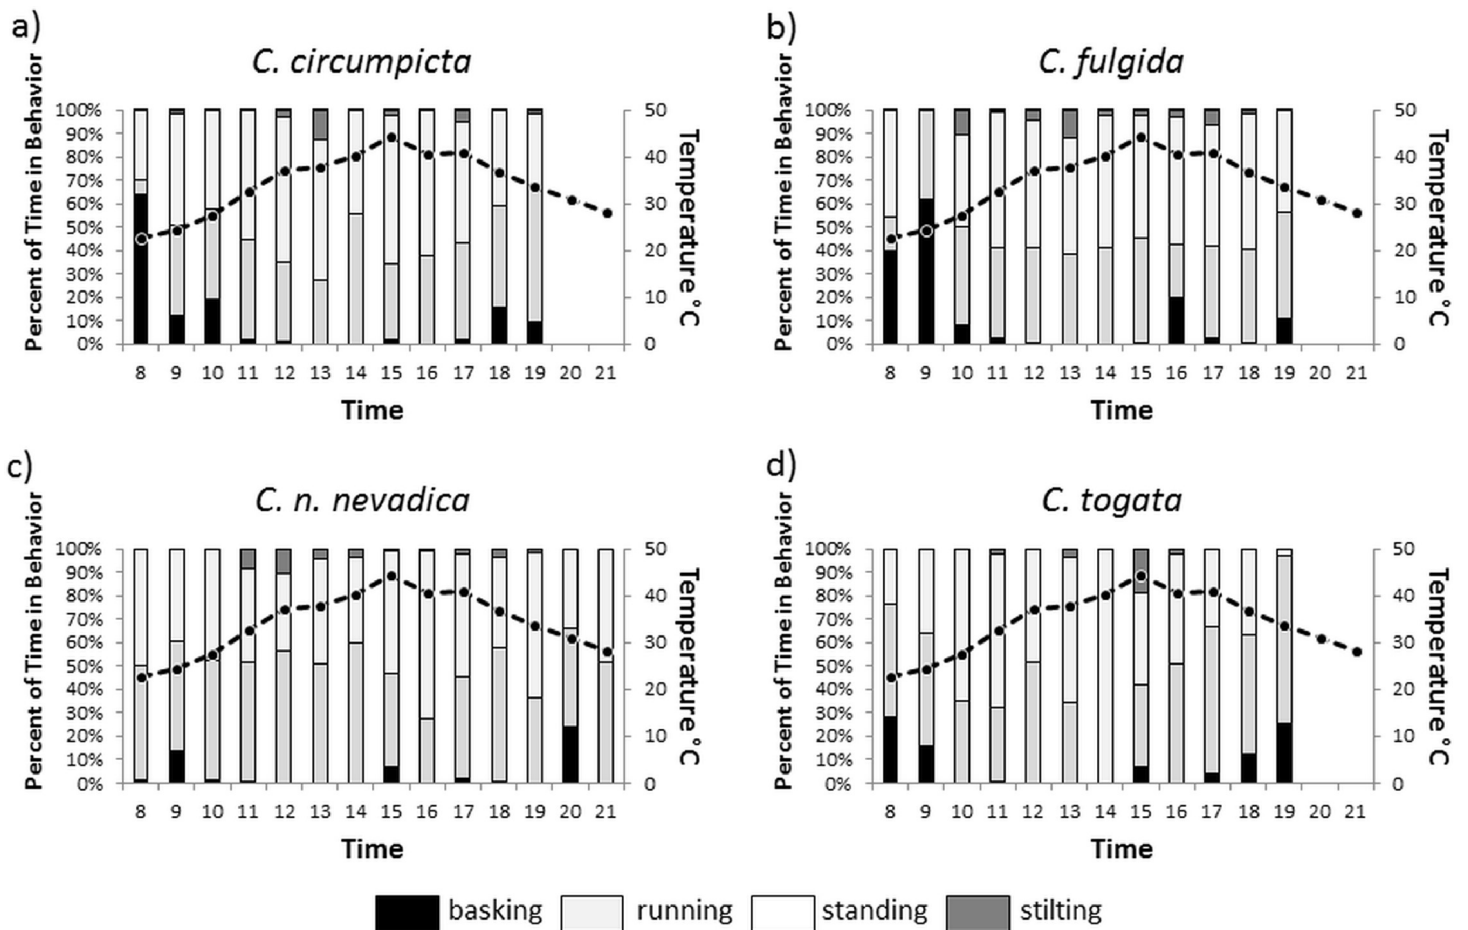 a)
C. circumpicta
Percent of Time in Behavior
100%
90%
80%
70%
60%
50%
40%
30%
20%
10%
0%
50
40
30
20
10
0
Temperature °C
8 9 10 11 12 13 14 15 16 17 18 19 20 21
Time
b)
C. fulgida
Percent of Time in Behavior
100%
90%
80%
70%
60%
50%
40%
30%
20%
10%
0%
50
40
30
20
10
0
Temperature °C
8 9 10 11 12 13 14 15 16 17 18 19 20 21
Time
c)
C. n. nevadica
Percent of Time in Behavior
100%
90%
80%
70%
60%
50%
40%
30%
20%
10%
0%
50
40
30
20
10
0
Temperature °C
8 9 10 11 12 13 14 15 16 17 18 19 20 21
Time
d)
C. togata
Percent of Time in Behavior
100%
90%
80%
70%
60%
50%
40%
30%
20%
10%
0%
50
40
30
20
10
0
Temperature °C
8 9 10 11 12 13 14 15 16 17 18 19 20 21
Time
basking running standing stilting